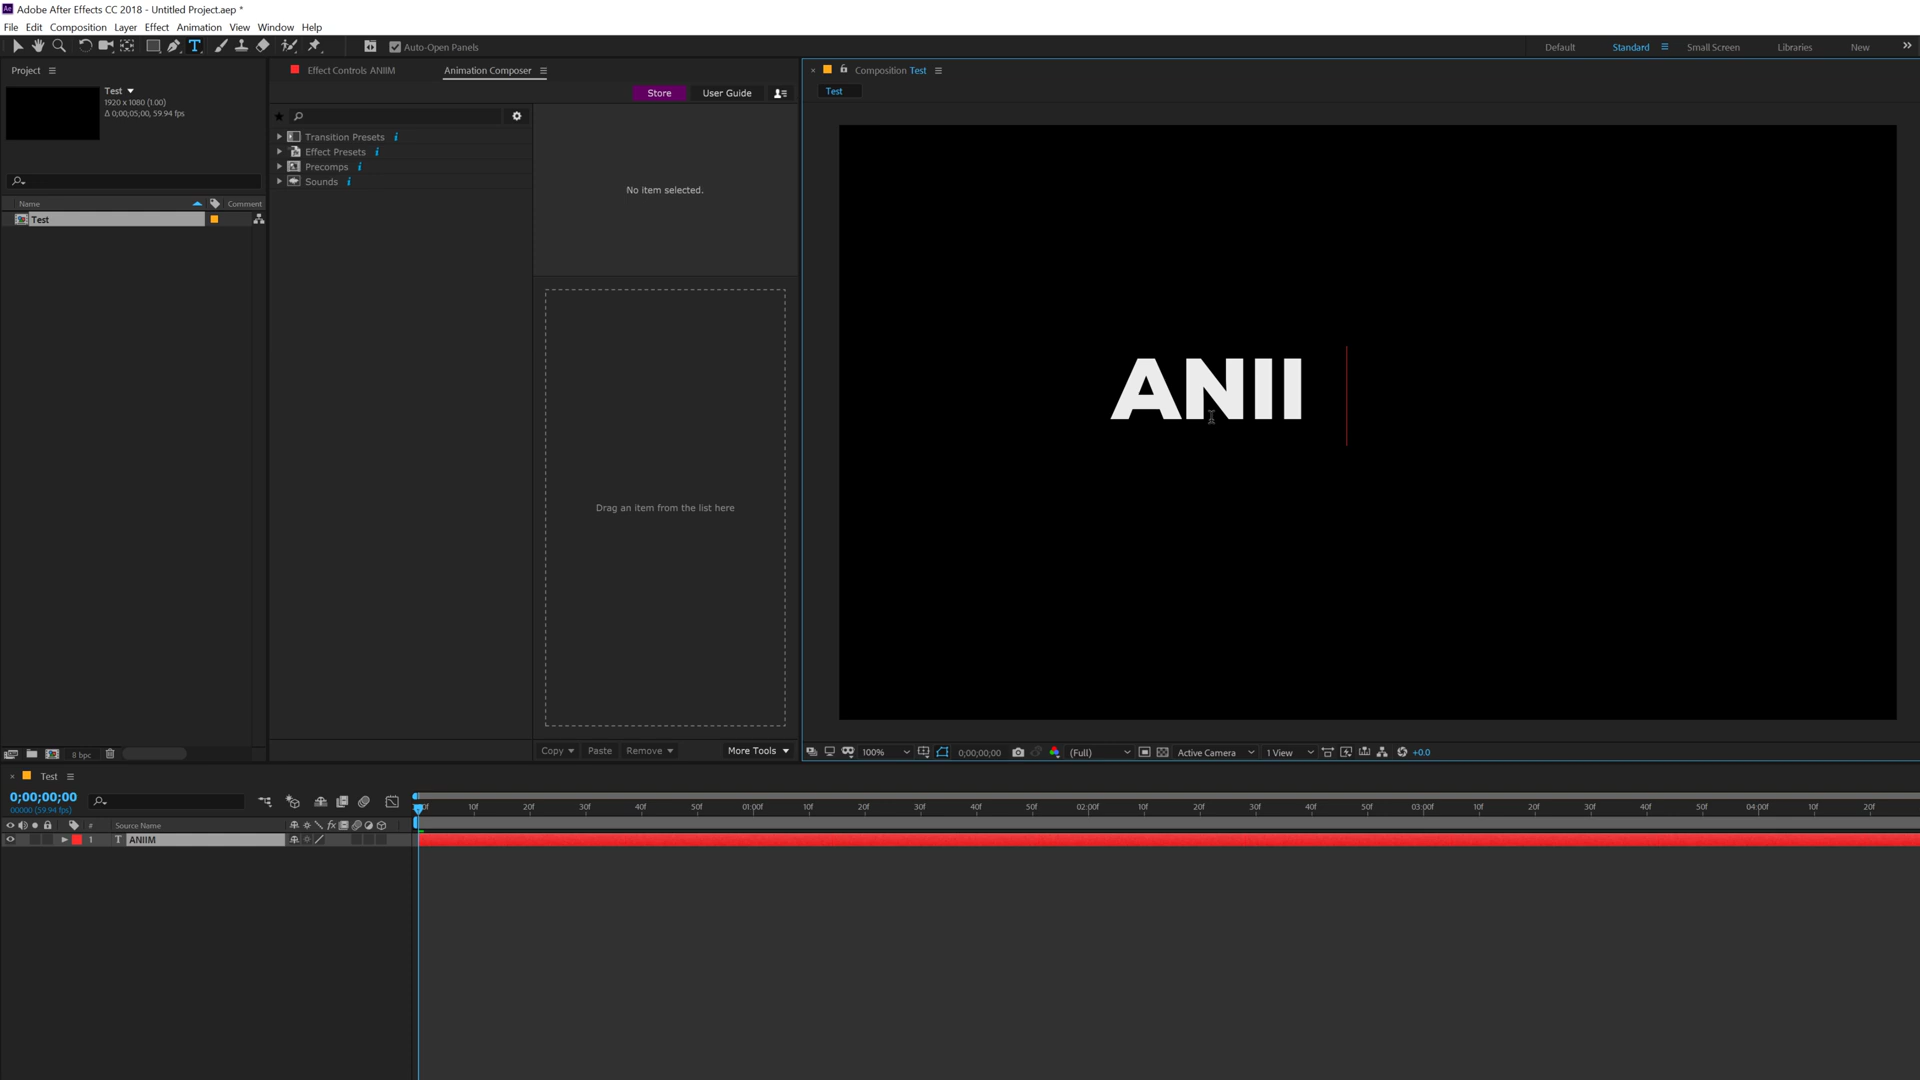 Adobe After Effects CC 2018 - Untitled Project.aep *
File Edit Composition Layer Effect Animation View Window Help
Auto-Open Panels
Default Standard Small Screen Libraries New
Project
Test
1920 x 1080 (1.00)
Δ 0;00;05;00, 59.94 fps
Name Comment
Test
8 bpc
Effect Controls ANIIM Animation Composer
Store User Guide
Transition Presets
Effect Presets
Precomps
Sounds
No item selected.
Drag an item from the list here
Copy Paste Remove More Tools
Composition Test
Test
ANII
100% 0;00;00;00 (Full) Active Camera 1 View +0.0
Test
0;00;00;00
00000 (59.94 fps)
10f 20f 30f 40f 50f 01:00f 10f 20f 30f 40f 50f 02:00f 10f 20f 30f 40f 50f 03:00f 10f 20f 30f 40f 50f 04:00f 10f 20f
# Source Name
1 ANIIM